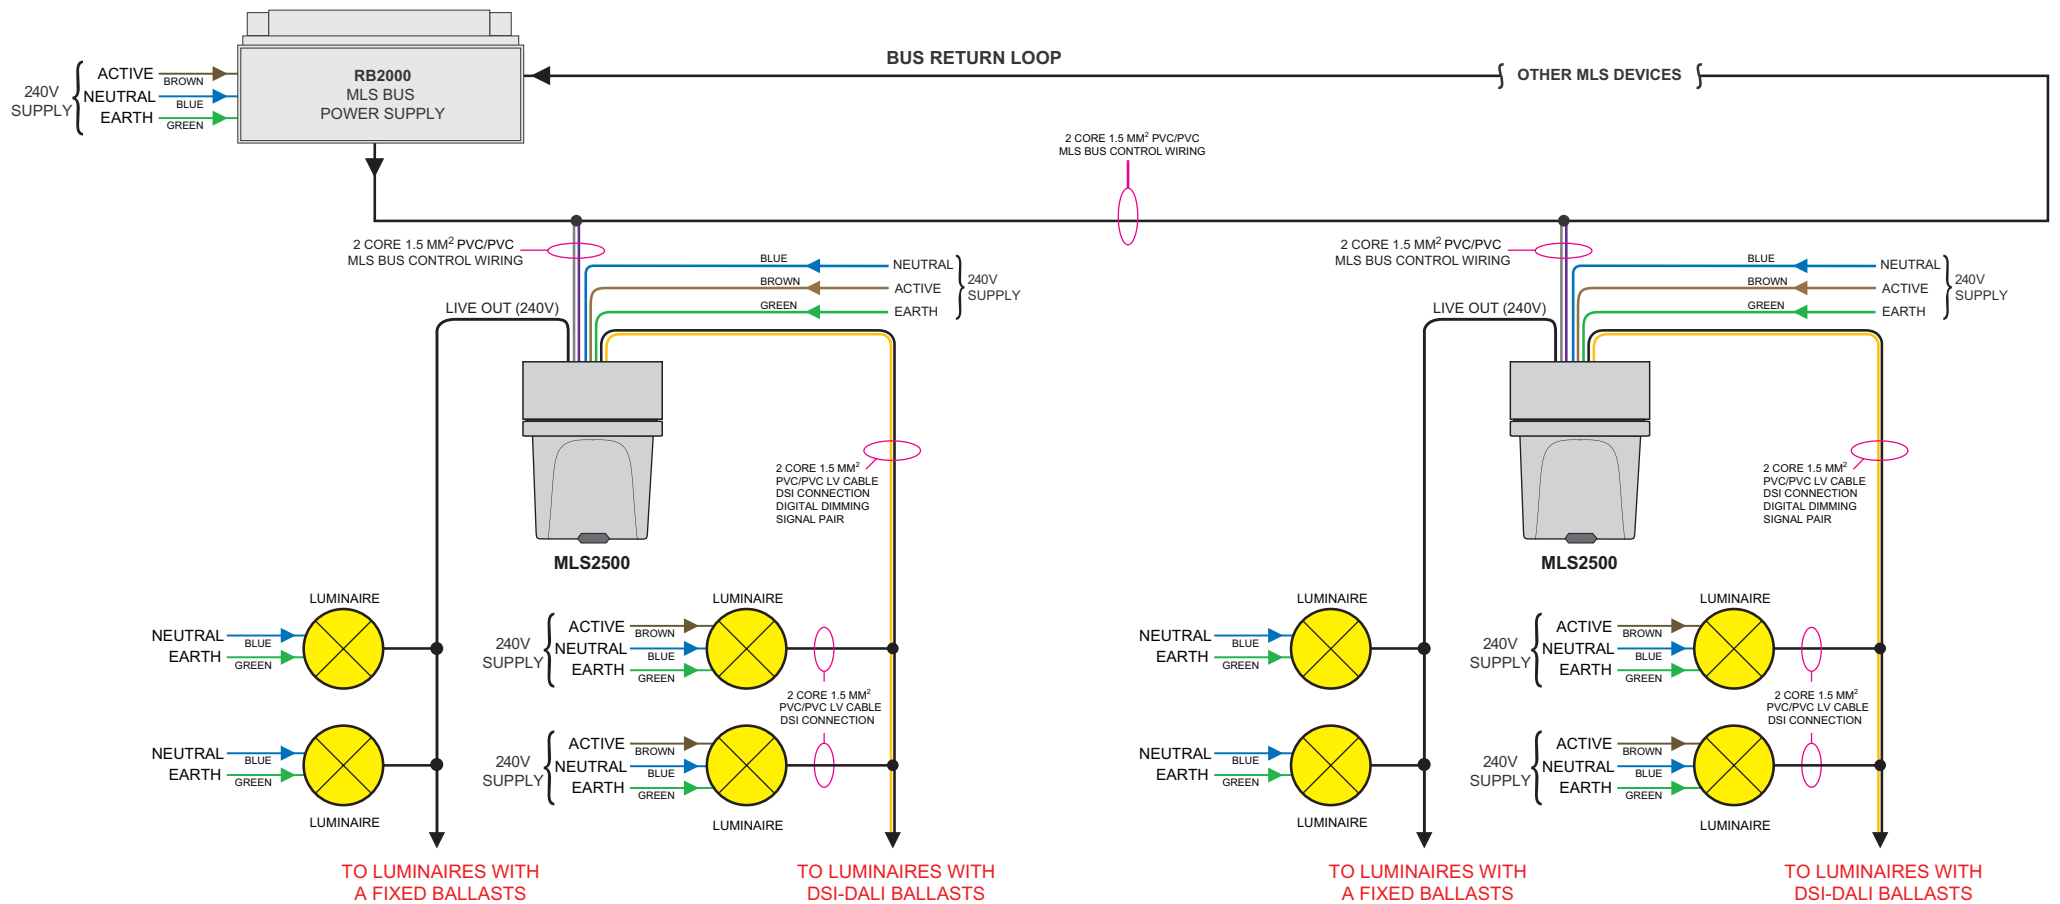 BUS RETURN LOOP
OTHER MLS DEVICES
240V
SUPPLY
ACTIVE
BROWN
NEUTRAL
BLUE
EARTH
GREEN
RB2000
MLS BUS
POWER SUPPLY
2 CORE 1.5 MM² PVC/PVC
MLS BUS CONTROL WIRING
2 CORE 1.5 MM² PVC/PVC
MLS BUS CONTROL WIRING
BLUE
NEUTRAL
BROWN
ACTIVE
GREEN
EARTH
240V
SUPPLY
LIVE OUT (240V)
2 CORE 1.5 MM²
PVC/PVC LV CABLE
DSI CONNECTION
DIGITAL DIMMING
SIGNAL PAIR
MLS2500
LUMINAIRE
NEUTRAL
BLUE
EARTH
GREEN
NEUTRAL
BLUE
EARTH
GREEN
LUMINAIRE
LUMINAIRE
240V
SUPPLY
ACTIVE
BROWN
NEUTRAL
BLUE
EARTH
GREEN
2 CORE 1.5 MM²
PVC/PVC LV CABLE
DSI CONNECTION
240V
SUPPLY
ACTIVE
BROWN
NEUTRAL
BLUE
EARTH
GREEN
LUMINAIRE
TO LUMINAIRES WITH
A FIXED BALLASTS
TO LUMINAIRES WITH
DSI-DALI BALLASTS
2 CORE 1.5 MM² PVC/PVC
MLS BUS CONTROL WIRING
BLUE
NEUTRAL
BROWN
ACTIVE
GREEN
EARTH
240V
SUPPLY
LIVE OUT (240V)
2 CORE 1.5 MM²
PVC/PVC LV CABLE
DSI CONNECTION
DIGITAL DIMMING
SIGNAL PAIR
MLS2500
LUMINAIRE
NEUTRAL
BLUE
EARTH
GREEN
NEUTRAL
BLUE
EARTH
GREEN
LUMINAIRE
LUMINAIRE
240V
SUPPLY
ACTIVE
BROWN
NEUTRAL
BLUE
EARTH
GREEN
2 CORE 1.5 MM²
PVC/PVC LV CABLE
DSI CONNECTION
240V
SUPPLY
ACTIVE
BROWN
NEUTRAL
BLUE
EARTH
GREEN
LUMINAIRE
TO LUMINAIRES WITH
A FIXED BALLASTS
TO LUMINAIRES WITH
DSI-DALI BALLASTS